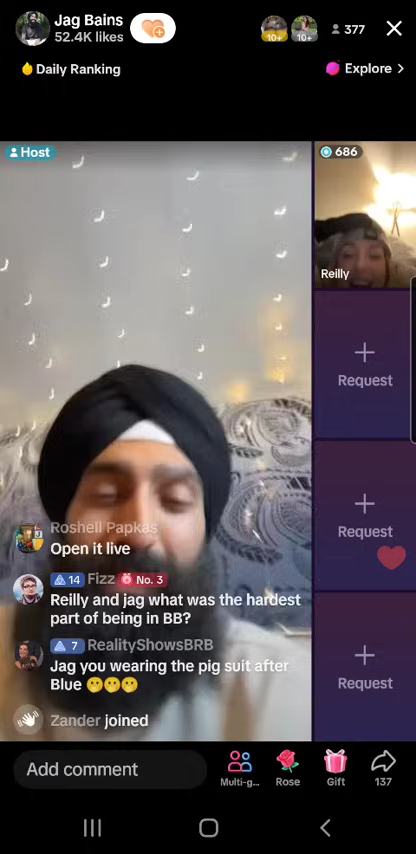 Jag Bains
52.4K likes
10+
10+
377
Daily Ranking
Explore >
Host
686
Reilly
Request
Request
Request
Roshell Papkas
Open it live
14 Fizz No. 3
Reilly and jag what was the hardest
part of being in BB?
7 RealityShowsBRB
Jag you wearing the pig suit after
Blue 🤭🤭🤭
Zander joined
Add comment
Multi-g...
Rose
Gift
137